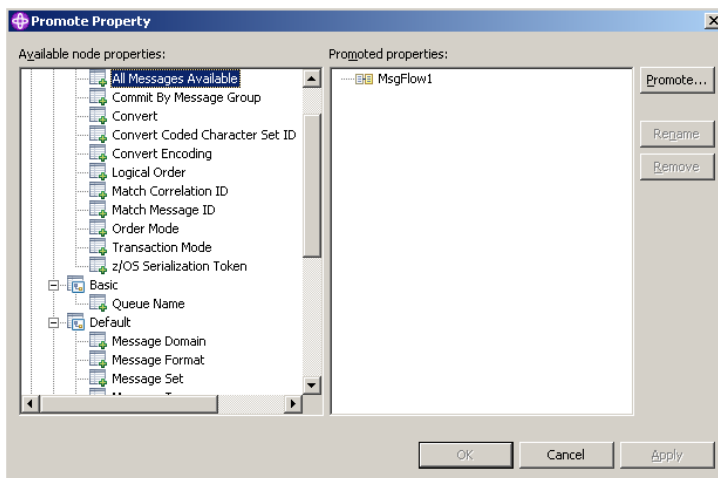 Promote Property
Available node properties:
All Messages Available
Commit By Message Group
Convert
Convert Coded Character Set ID
Convert Encoding
Logical Order
Match Correlation ID
Match Message ID
Order Mode
Transaction Mode
z/OS Serialization Token
Basic
Queue Name
Default
Message Domain
Message Format
Message Set
Promoted properties:
MsgFlow1
Promote...
Rename
Remove
OK
Cancel
Apply